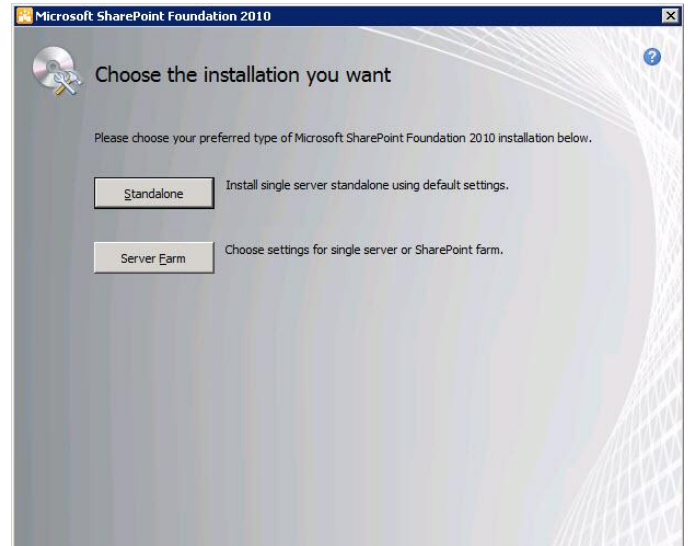 Microsoft SharePoint Foundation 2010
Choose the installation you want
Please choose your preferred type of Microsoft SharePoint Foundation 2010 installation below.
Standalone
Install single server standalone using default settings.
Server Farm
Choose settings for single server or SharePoint farm.